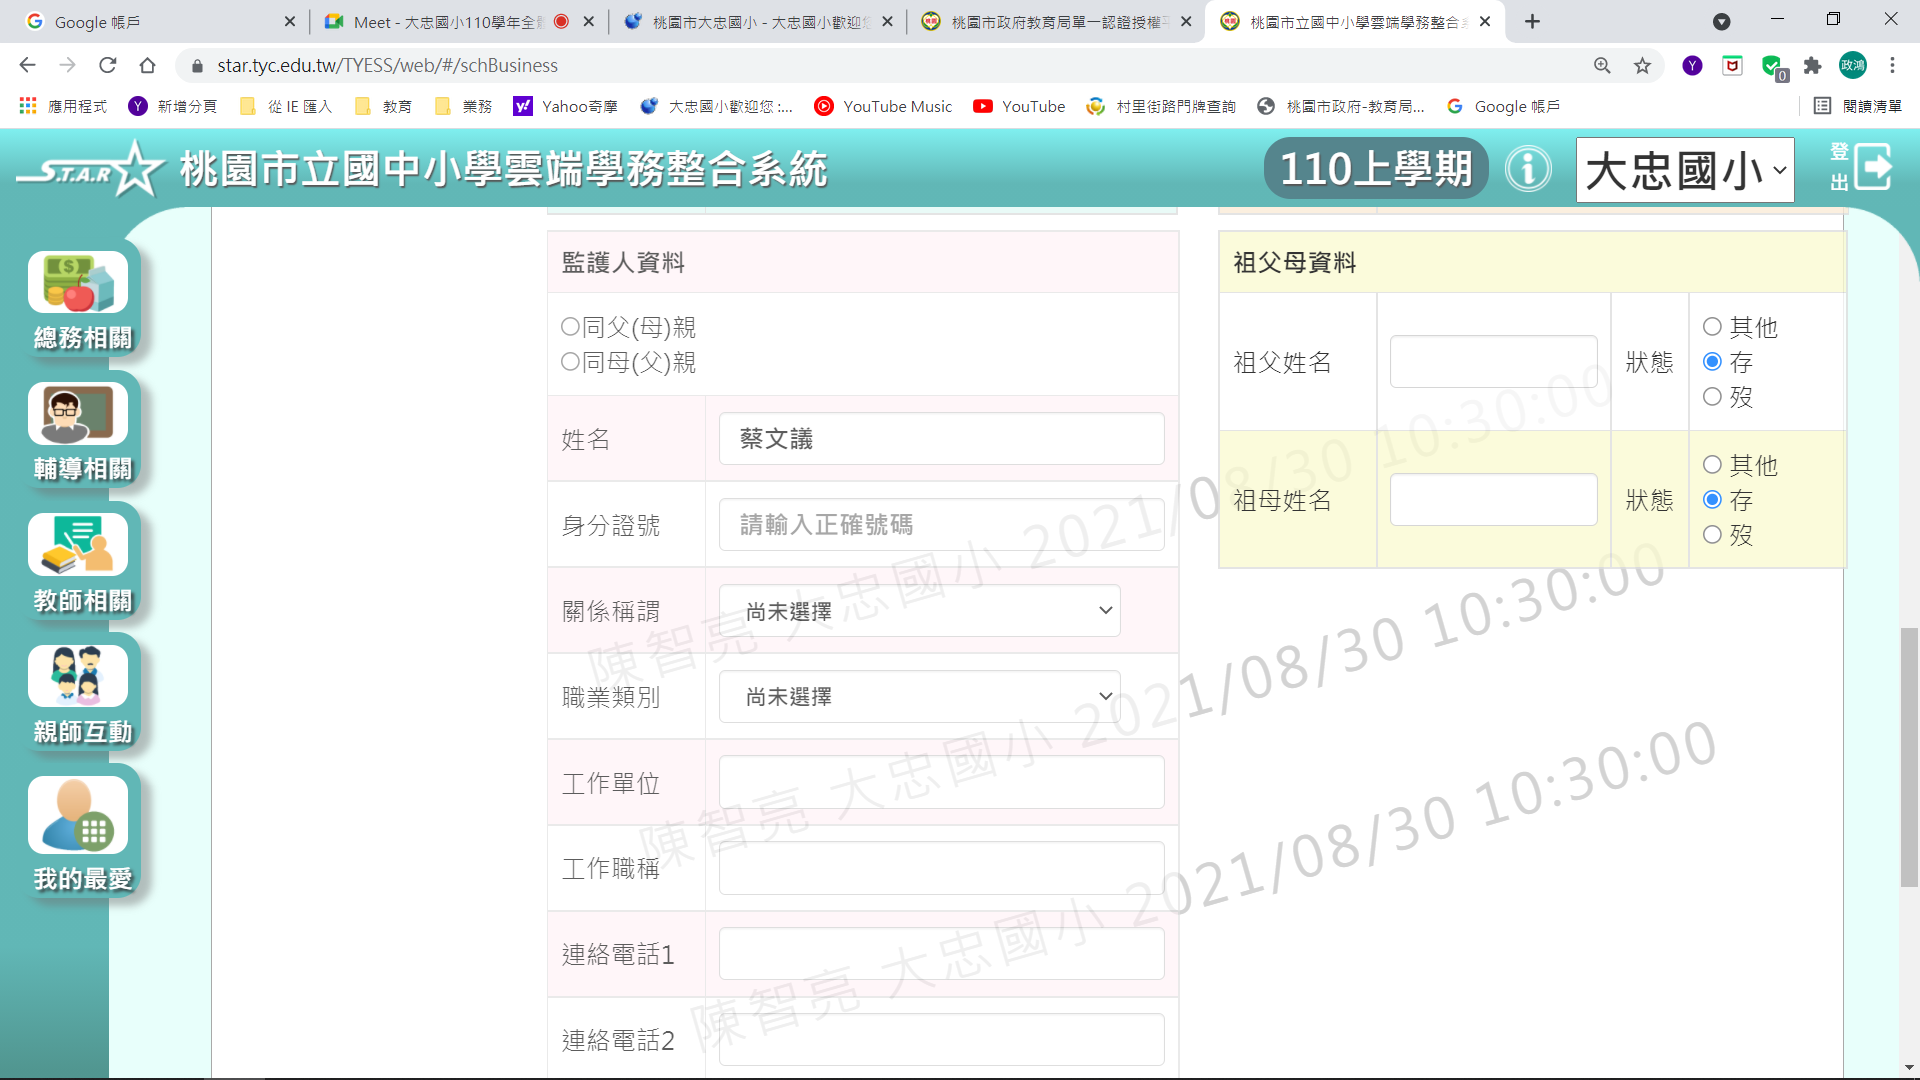 Google 帳戶
Meet - 大忠國小110學年全體
桃園市大忠國小 - 大忠國小歡迎您
桃園市政府教育局單一認證授權平
桃園市立國中小學雲端學務整合系
star.tyc.edu.tw/TYESS/web/#/schBusiness
政鴻
應用程式
新增分頁
從 IE 匯入
教育
業務
Yahoo奇摩
大忠國小歡迎您:...
YouTube Music
YouTube
村里街路門牌查詢
桃園市政府-教育局...
Google 帳戶
閱讀清單
S.T.A.R
桃園市立國中小學雲端學務整合系統
110上學期
大忠國小
登出
總務相關
輔導相關
教師相關
親師互動
我的最愛
監護人資料
同父(母)親
同母(父)親
姓名
蔡文議
身分證號
請輸入正確號碼
關係稱謂
尚未選擇
職業類別
尚未選擇
工作單位
工作職稱
連絡電話1
連絡電話2
祖父母資料
祖父姓名
狀態
其他
存
歿
祖母姓名
狀態
其他
存
歿
陳智亮 大忠國小 2021/08/30 10:30:00
陳智亮 大忠國小 2021/08/30 10:30:00
陳智亮 大忠國小 2021/08/30 10:30:00